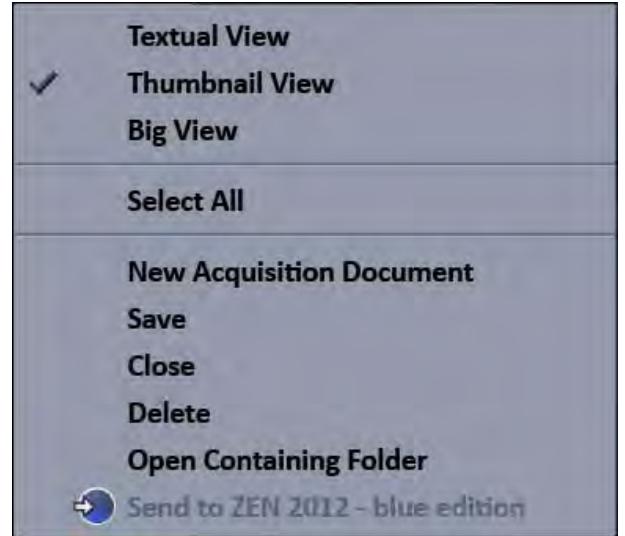 Textual View
Thumbnail View
Big View
Select All
New Acquisition Document
Save
Close
Delete
Open Containing Folder
Send to ZEN 2012 - blue edition